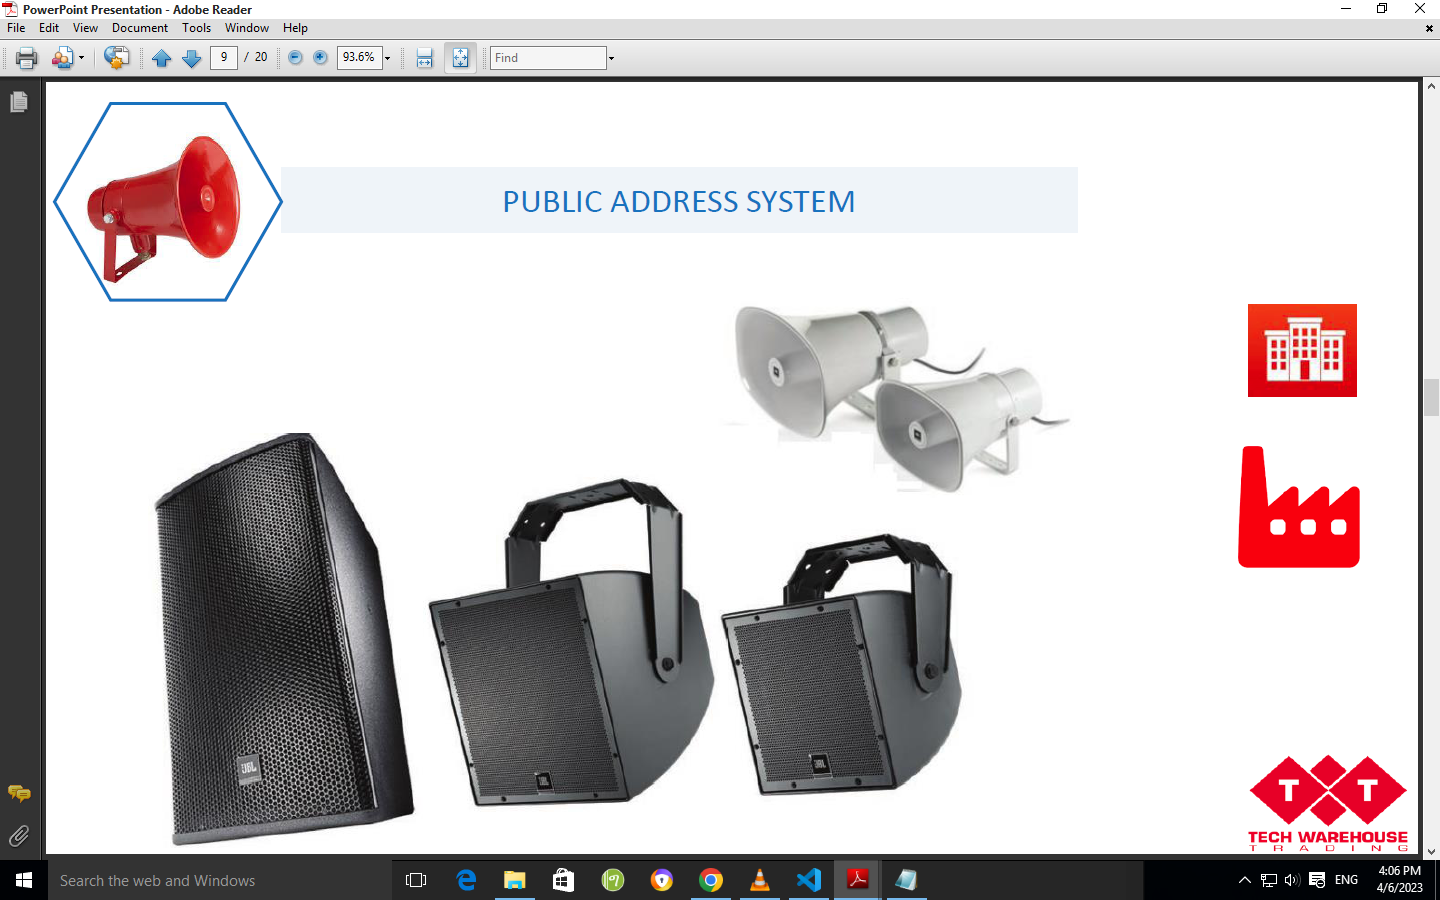 PowerPoint Presentation - Adobe Reader
File Edit View Document Tools Window Help
9 / 20 93.6% Find
PUBLIC ADDRESS SYSTEM
JBL
JBL
JBL
T T
TECH WAREHOUSE
TRADING
Search the web and Windows
ENG
4:06 PM
4/6/2023